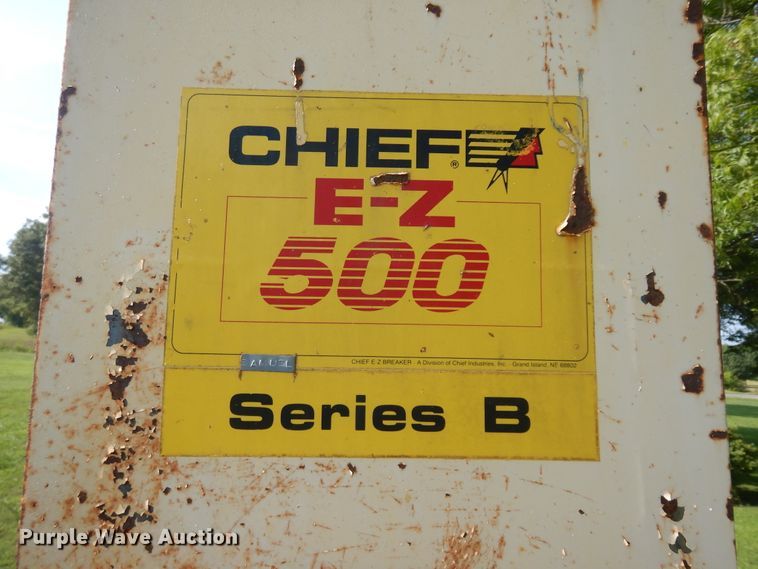 CHIEF®
E-Z
500
CHIEF E-Z BREAKER - A Division of Chief Industries, Inc. - Grand Island, NE 68802
Series B
Purple Wave Auction